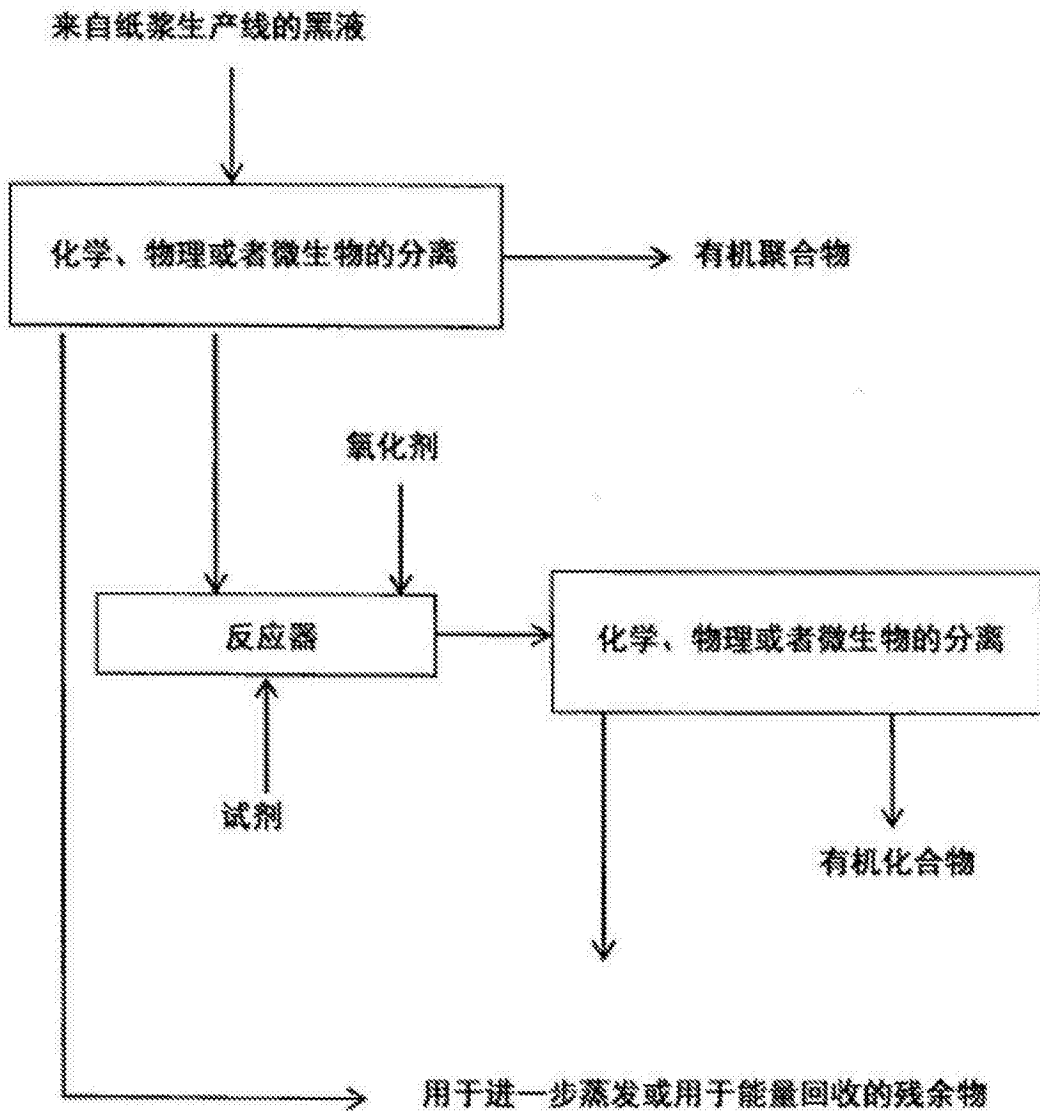 来自纸浆生产线的黑液
化学、物理或者微生物的分离
有机聚合物
氧化剂
反应器
化学、物理或者微生物的分离
试剂
有机化合物
用于进一步蒸发或用于能量回收的残余物